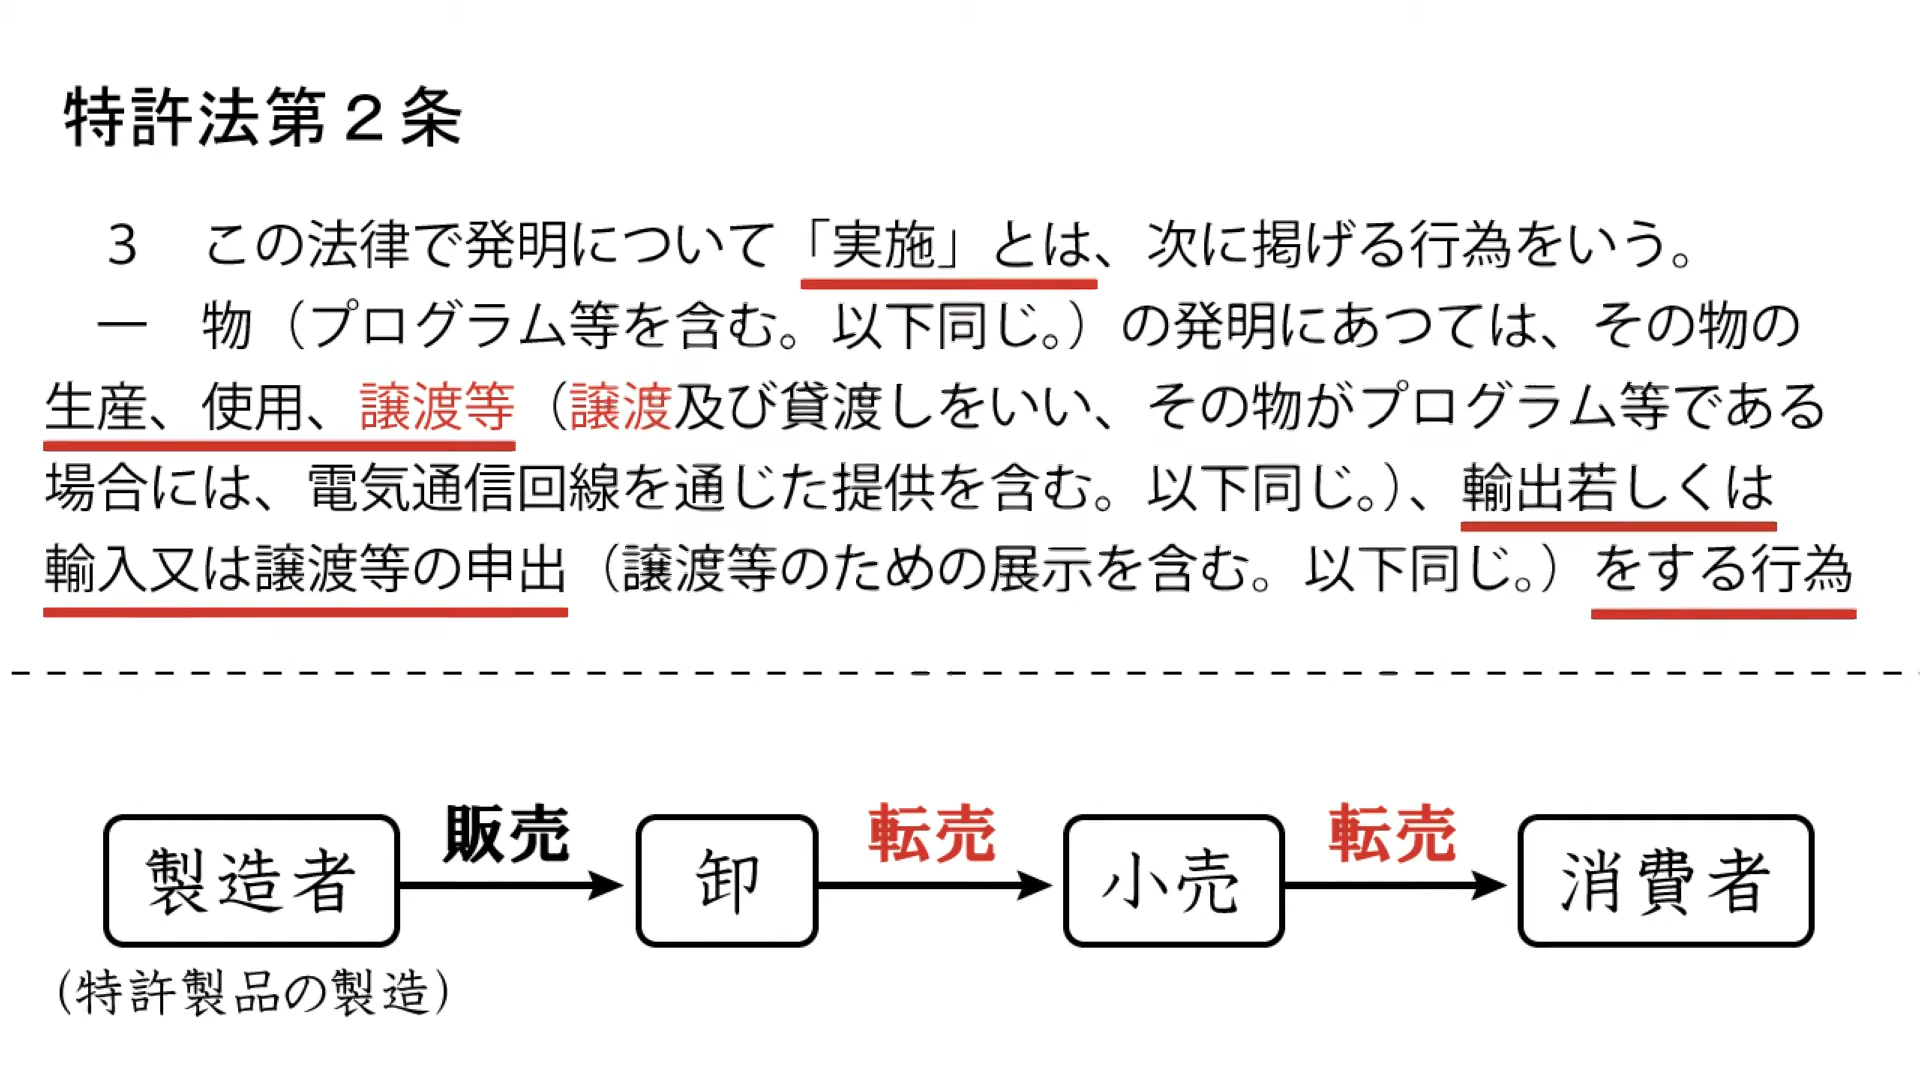 特許法第２条
３　この法律で発明について「実施」とは、次に掲げる行為をいう。
一　物（プログラム等を含む。以下同じ。）の発明にあつては、その物の
生産、使用、譲渡等（譲渡及び貸渡しをいい、その物がプログラム等である
場合には、電気通信回線を通じた提供を含む。以下同じ。）、輸出若しくは
輸入又は譲渡等の申出（譲渡等のための展示を含む。以下同じ。）をする行為
製造者 販売 卸 転売 小売 転売 消費者
（特許製品の製造）